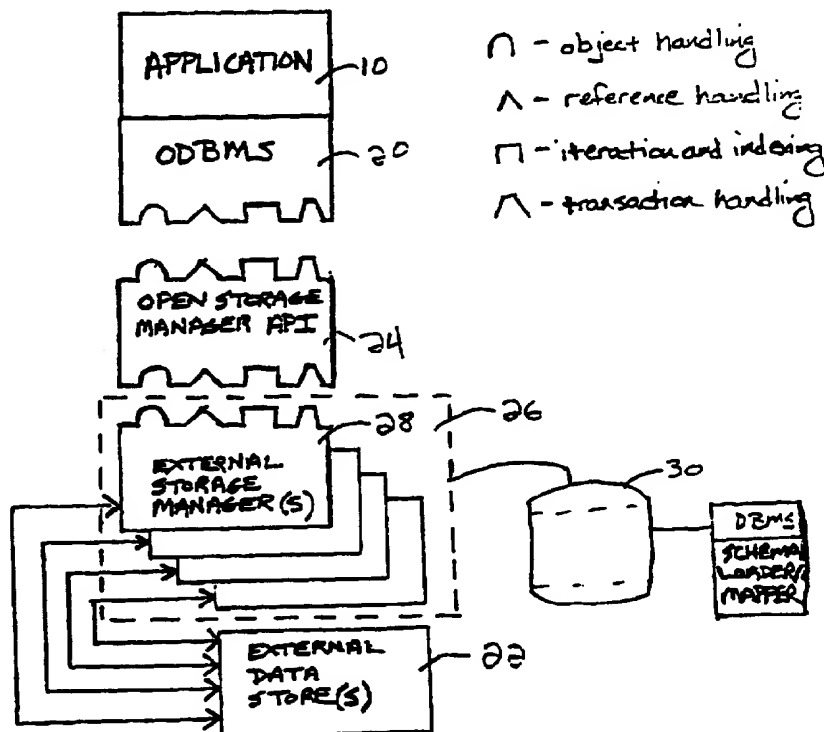 APPLICATION
10
ODBMS
20
∩ - object handling
∧ - reference handling
⊓ - iteration and indexing
/\ - transaction handling
OPEN STORAGE
MANAGER API
24
26
28
EXTERNAL
STORAGE
MANAGER(S)
30
DBMS
SCHEMA
LOADER/
MAPPER
EXTERNAL
DATA
STORE(S)
22